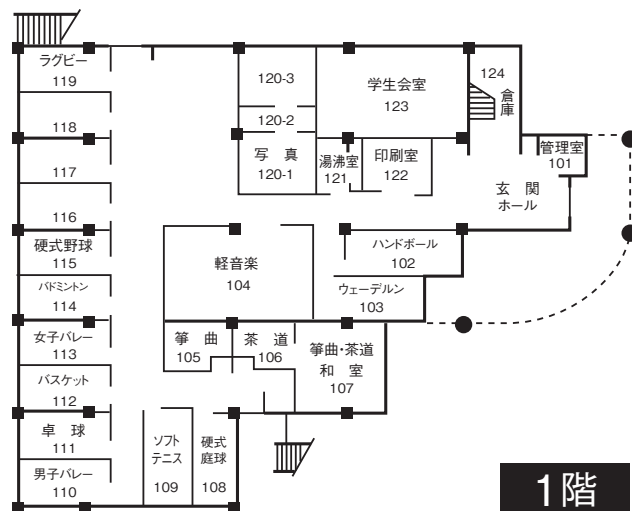 ラグビー
119
118
117
116
硬式野球
115
バドミントン
114
女子バレー
113
バスケット
112
卓 球
111
男子バレー
110
120-3
120-2
写 真
120-1
学生会室
123
124
倉
庫
湯沸室
121
印刷室
122
管理室
101
玄 関
ホール
軽音楽
104
ハンドボール
102
ウェーデルン
103
箏 曲
105
茶 道
106
箏曲・茶道
和 室
107
ソフト
テニス
109
硬式
庭球
108
1階